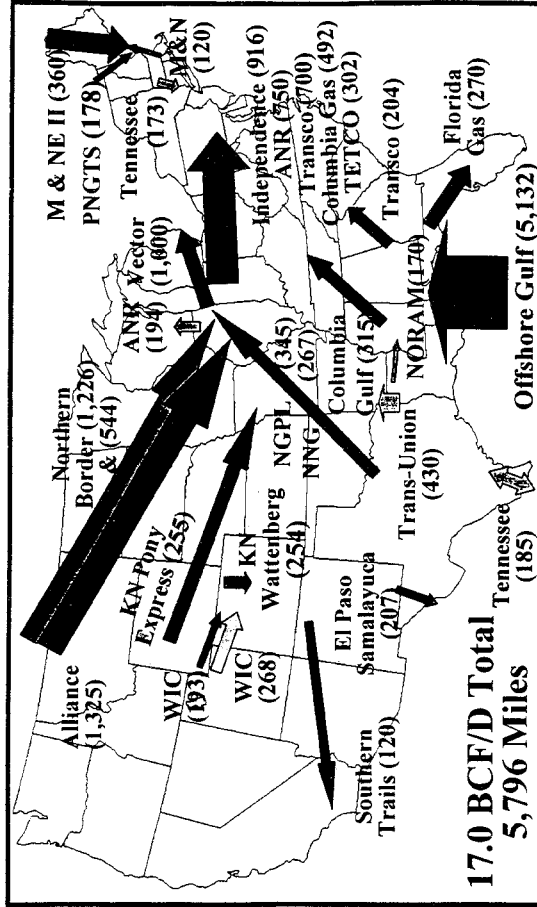 M & NE II (360)
PNGTS (178
Tennessee
(173)
M&N
(120)
Independence (916)
ANR (750)
Transco (700)
Columbia Gas (492)
TETCO (302)
Transco (204)
Florida
Gas (270)
Vector
(1,000)
ANR
(194)
Northern
Border (1,226)
& (544)
NGPL (345)
NNG (267)
Columbia
Gulf (315)
NORAM(170)
Offshore Gulf (5,132)
KN Pony
Express (255)
KN
Wattenberg
(254)
Trans-Union
(430)
Tennessee
(185)
El Paso
Samalayuca
(207)
Alliance
(1,325)
WIC
(193)
WIC
(268)
Southern
Trails (120)
17.0 BCF/D Total
5,796 Miles